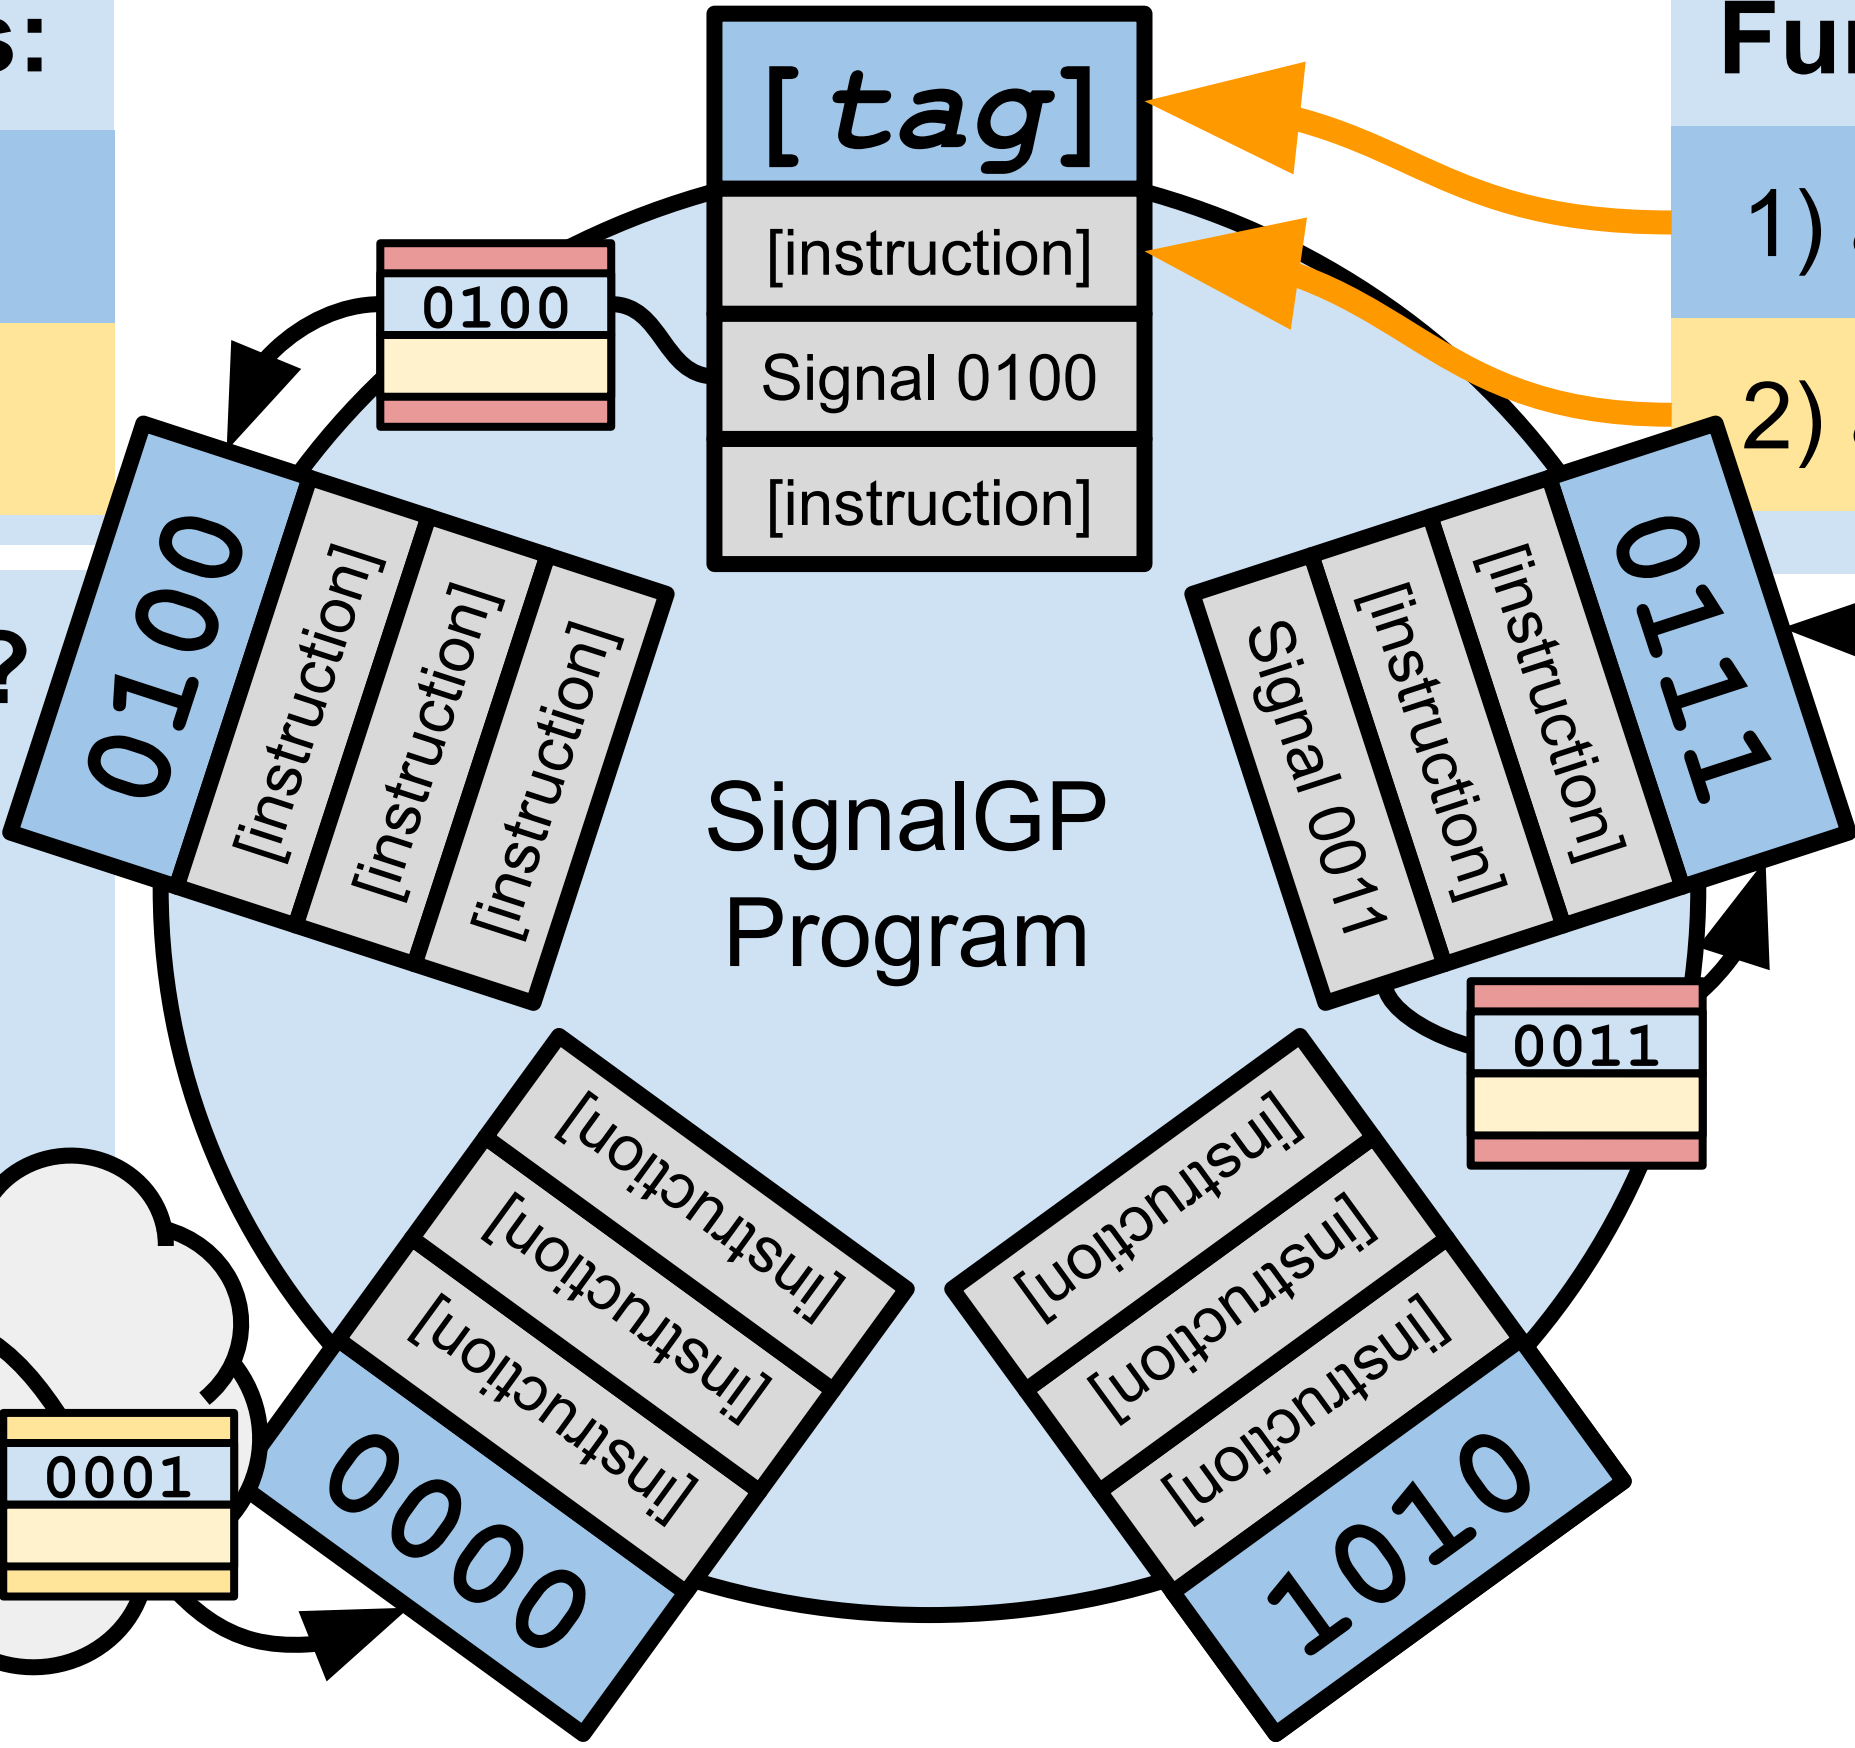 s:
Fun
[tag]
[instruction]
Signal 0100
[instruction]
0100
1)
2)
0100
[instruction]
[instruction]
[instruction]
0111
[instruction]
[instruction]
Signal 0011
?
SignalGP
Program
0011
0000
[instruction]
[instruction]
[instruction]
1010
[instruction]
[instruction]
[instruction]
0001